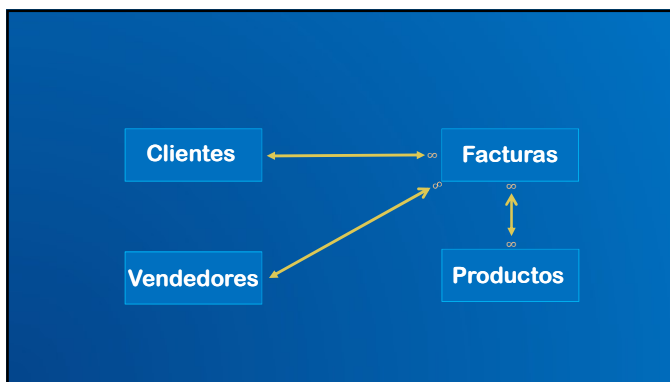 Clientes
∞
Facturas
∞
∞
∞
Vendedores
Productos